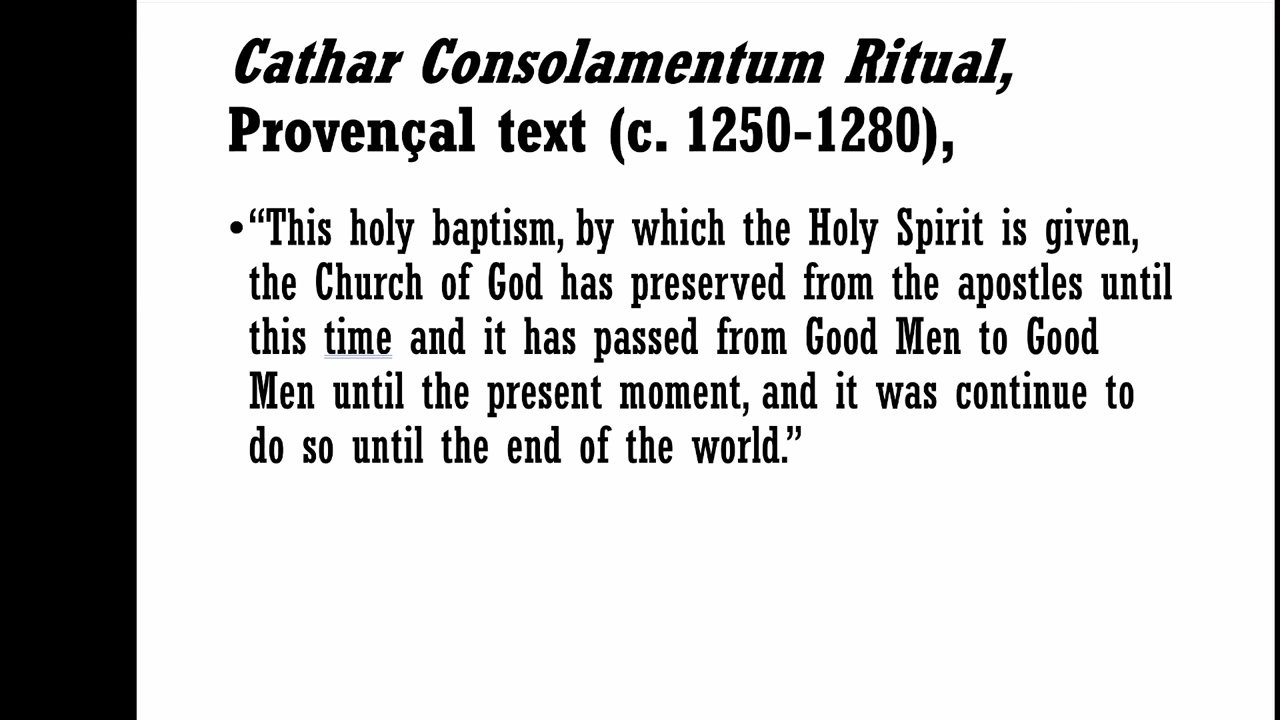 Cathar Consolamentum Ritual,
Provençal text (c. 1250-1280),
•“This holy baptism, by which the Holy Spirit is given,
the Church of God has preserved from the apostles until
this time and it has passed from Good Men to Good
Men until the present moment, and it was continue to
do so until the end of the world.”